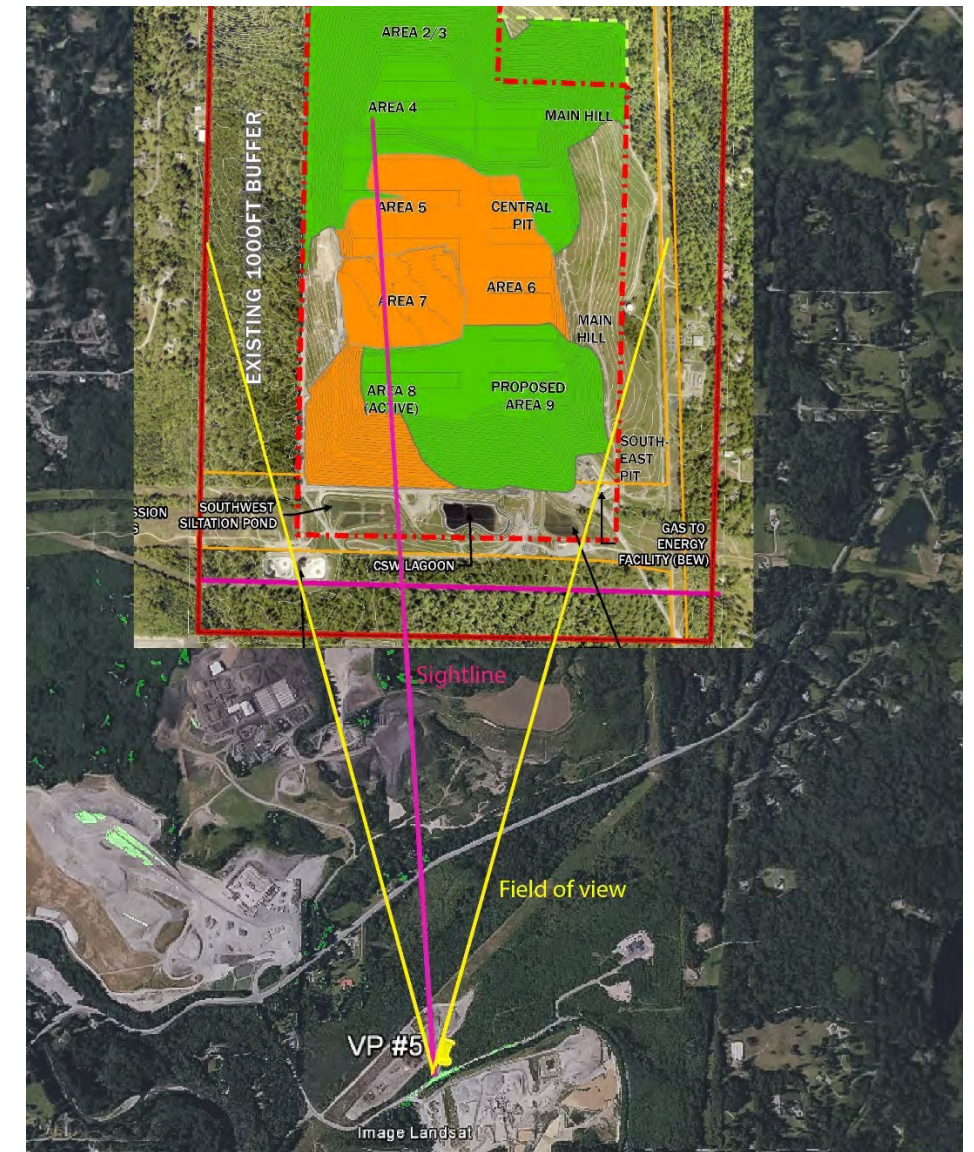 AREA 2/3
AREA 4
MAIN HILL
EXISTING 1000FT BUFFER
AREA 5
CENTRAL
PIT
AREA 7
AREA 6
MAIN
HILL
AREA 8
(ACTIVE)
PROPOSED
AREA 9
SOUTH-
EAST
PIT
SSION
S
SOUTHWEST
SILTATION POND
CSW LAGOON
GAS TO
ENERGY
FACILITY (BEW)
Sightline
Field of view
VP #5
Image Landsat